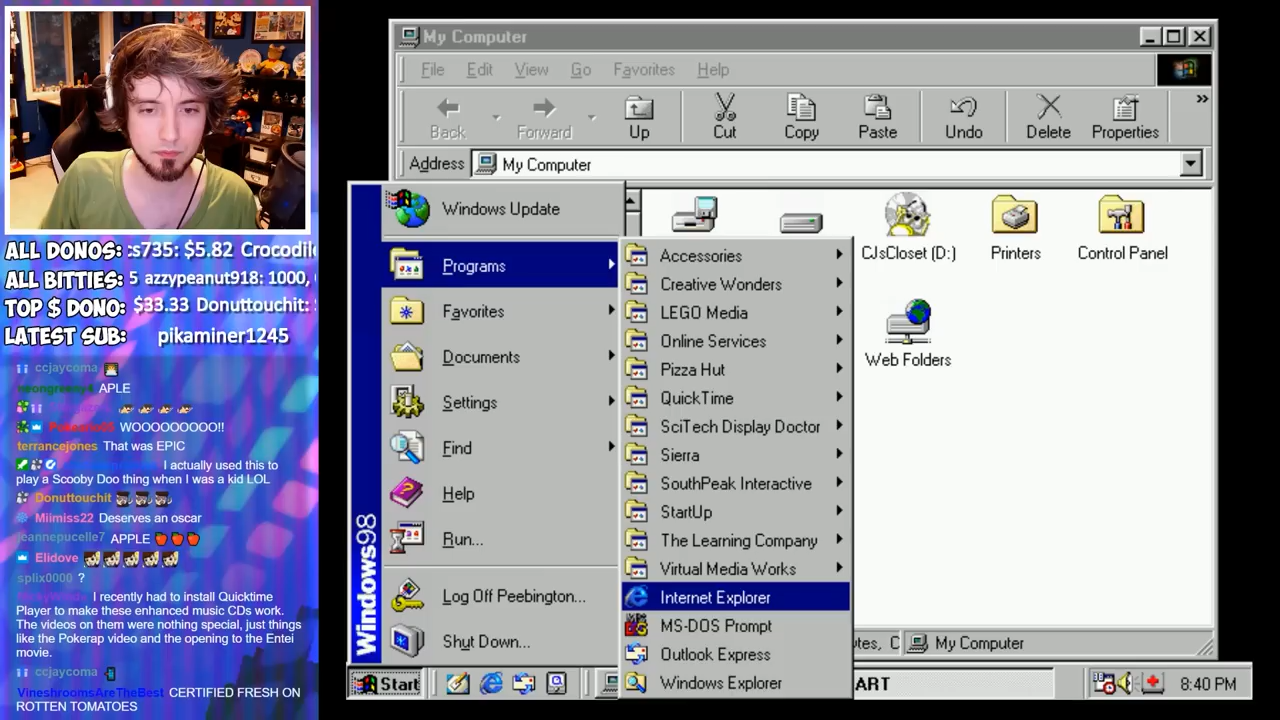 My Computer
File Edit View Go Favorites Help
Back Forward Up Cut Copy Paste Undo Delete Properties »
Address My Computer
Windows Update
Programs
Favorites
Documents
Settings
Find
Help
Run...
Log Off Peebington...
Shut Down...
Windows98
Accessories
Creative Wonders
LEGO Media
Online Services
Pizza Hut
QuickTime
SciTech Display Doctor
Sierra
SouthPeak Interactive
StartUp
The Learning Company
Virtual Media Works
Internet Explorer
MS-DOS Prompt
Outlook Express
Windows Explorer
CJsCloset (D:)
Printers
Control Panel
Web Folders
My Computer
Start
ART
8:40 PM
ALL DONOS: cs735: $5.82 Crocodile
ALL BITTIES: 5 azzypeanut918: 1000,
TOP $ DONO: $33.33 Donuttouchit:
LATEST SUB: pikaminer1245
ccjaycoma
APLE
WOOOOOOOOO!!
terrancejones That was EPIC
I actually used this to
play a Scooby Doo thing when I was a kid LOL
Donuttouchit
Miimiss22 Deserves an oscar
jeannepucelle7 APPLE
Elidove
splix0000 ?
I recently had to install Quicktime
Player to make these enhanced music CDs work.
The videos on them were nothing special, just things
like the Pokerap video and the opening to the Entei
movie.
ccjaycoma
VineshroomsAreTheBest CERTIFIED FRESH ON
ROTTEN TOMATOES